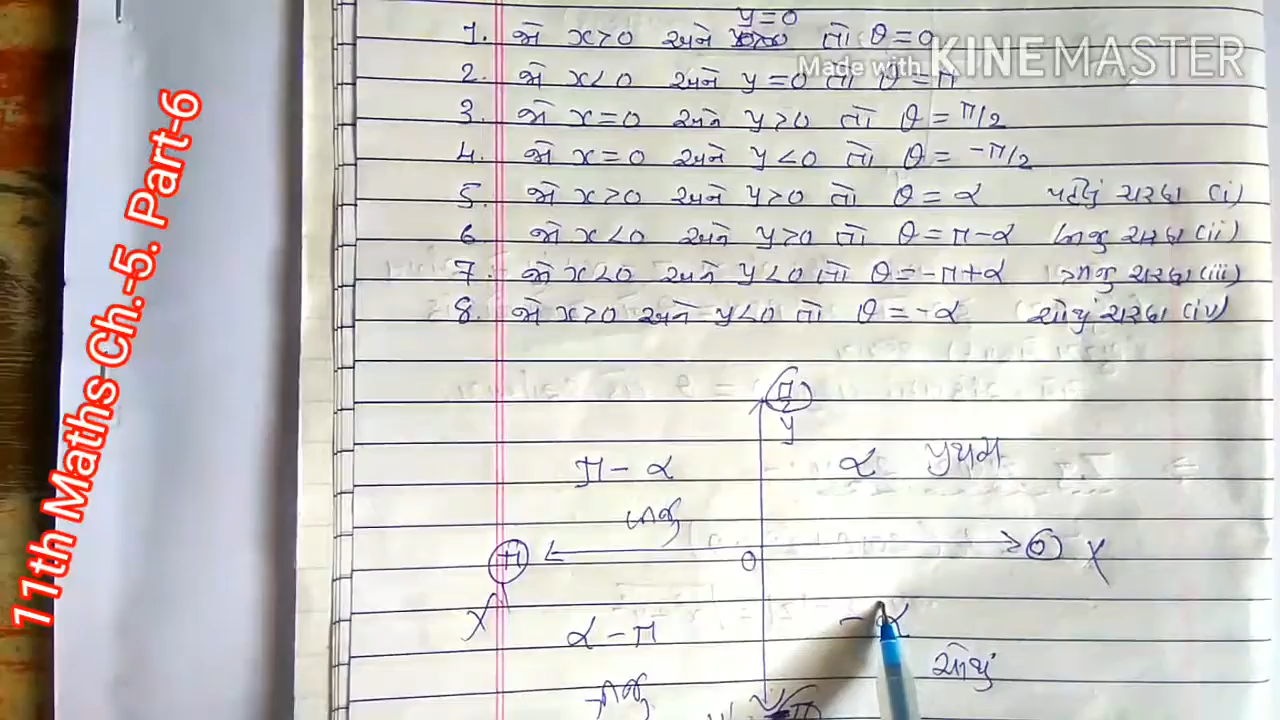 y=0
1. જો x>0 અને તો θ=0
Made with KINEMASTER
2. જો x<0 અને y=0 તો θ=π
3. જો x=0 અને y>0 તો θ=π/2
4. જો x=0 અને y<0 તો θ= -π/2
5. જો x>0 અને y>0 તો θ=α પહેલું ચરણ (i)
6. જો x<0 અને y>0 તો θ=π-α બીજુ ચરણ (ii)
7. જો x<0 અને y<0 તો θ=-π+α ત્રીજુ ચરણ (iii)
8. જો x>0 અને y<0 તો θ=-α ચોથું ચરણ (iv)
π/2
y
π-α α પ્રથમ
બીજુ
π 0 0 X
X'
α-π -α
ચોથું
ત્રીજુ
11th Maths Ch.-5. Part-6